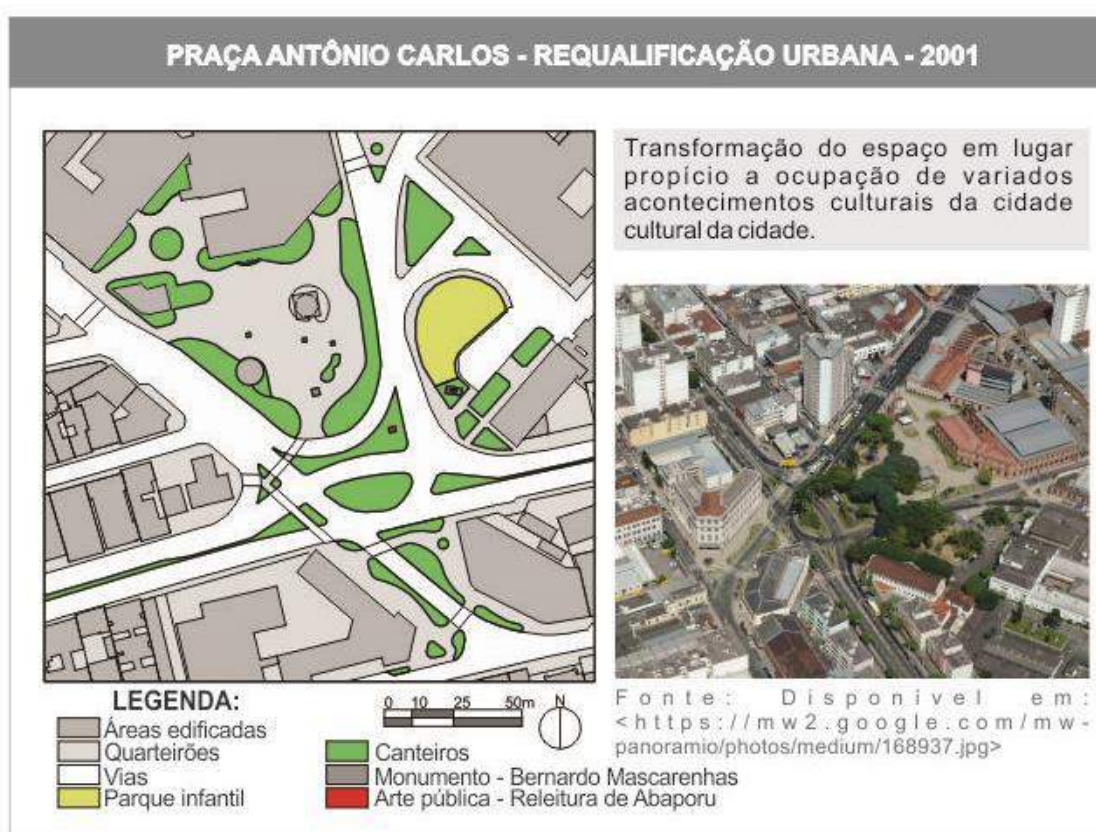 PRAÇA ANTÔNIO CARLOS - REQUALIFICAÇÃO URBANA - 2001
Transformação do espaço em lugar
propício a ocupação de variados
acontecimentos culturais da cidade
cultural da cidade.
Fonte: Disponível em:
<https://mw2.google.com/mw-
panoramio/photos/medium/168937.jpg>
LEGENDA:
Áreas edificadas
Quarteirões
Vias
Parque infantil
0 10 25 50m N
Canteiros
Monumento - Bernardo Mascarenhas
Arte pública - Releitura de Abaporu